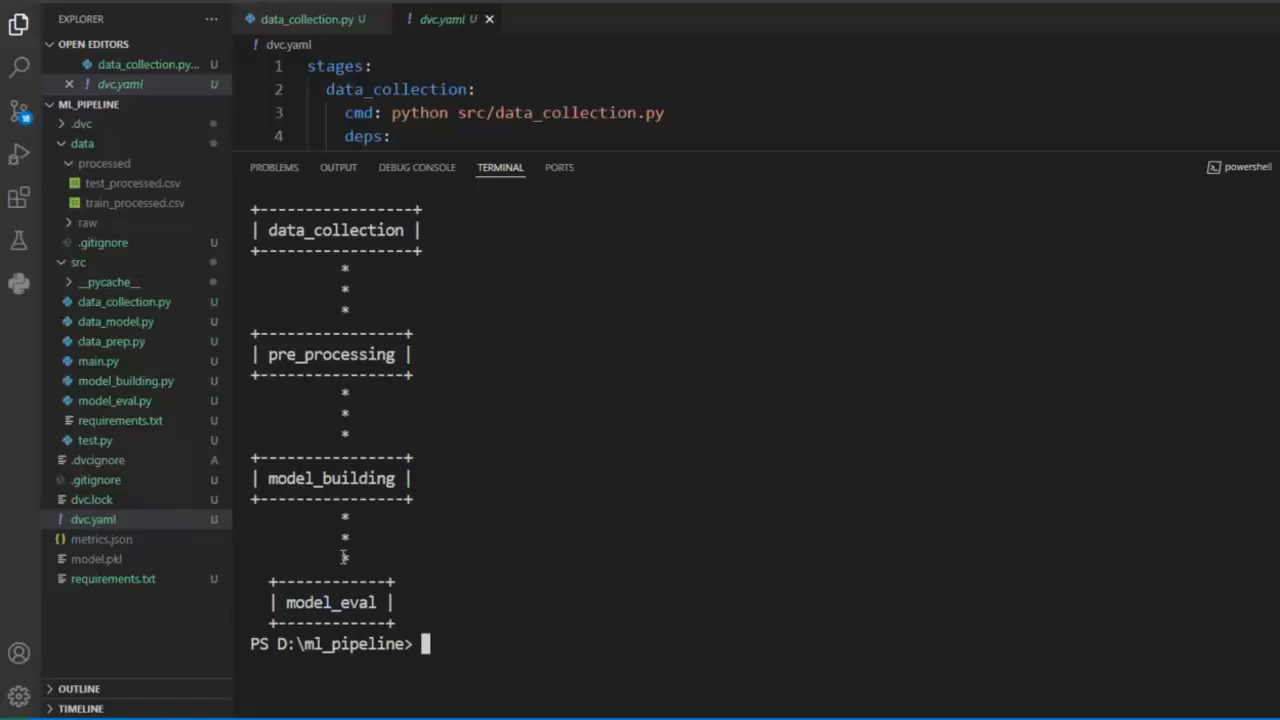 EXPLORER
OPEN EDITORS
data_collection.py... U
dvc.yaml U
ML_PIPELINE
.dvc
data
processed
test_processed.csv
train_processed.csv
raw
.gitignore U
src
__pycache__
data_collection.py U
data_model.py U
data_prep.py U
main.py U
model_building.py U
model_eval.py U
requirements.txt U
test.py U
.dvcignore A
.gitignore U
dvc.lock U
dvc.yaml U
metrics.json
model.pkl
requirements.txt U
OUTLINE
TIMELINE
data_collection.py U
dvc.yaml U
dvc.yaml
1 stages:
2 data_collection:
3 cmd: python src/data_collection.py
4 deps:
PROBLEMS OUTPUT DEBUG CONSOLE TERMINAL PORTS
powershell
+-----------------+
| data_collection |
+-----------------+
*
*
*
+----------------+
| pre_processing |
+----------------+
*
*
*
+----------------+
| model_building |
+----------------+
*
*
*
+------------+
| model_eval |
+------------+
PS D:\ml_pipeline>